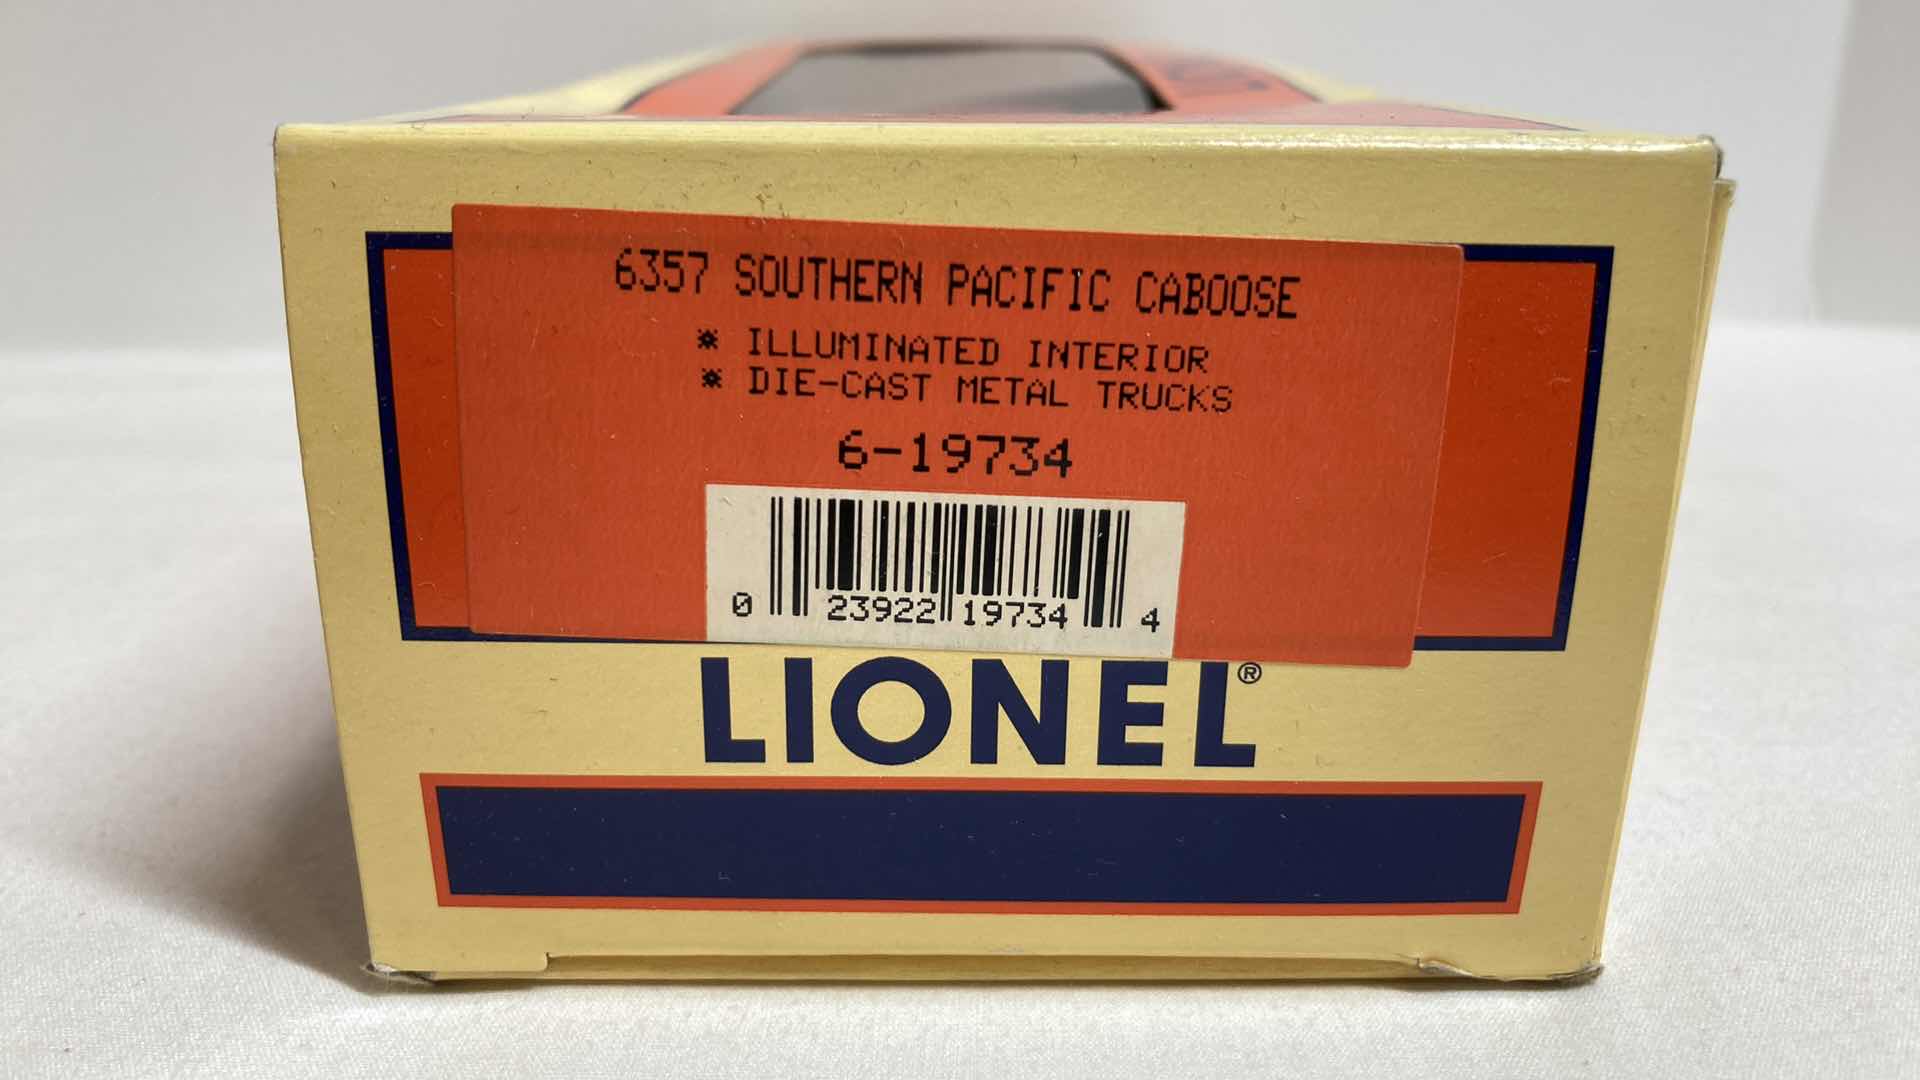 6357 SOUTHERN PACIFIC CABOOSE
* ILLUMINATED INTERIOR
* DIE-CAST METAL TRUCKS
6-19734
0 23922 19734 4
LIONEL®